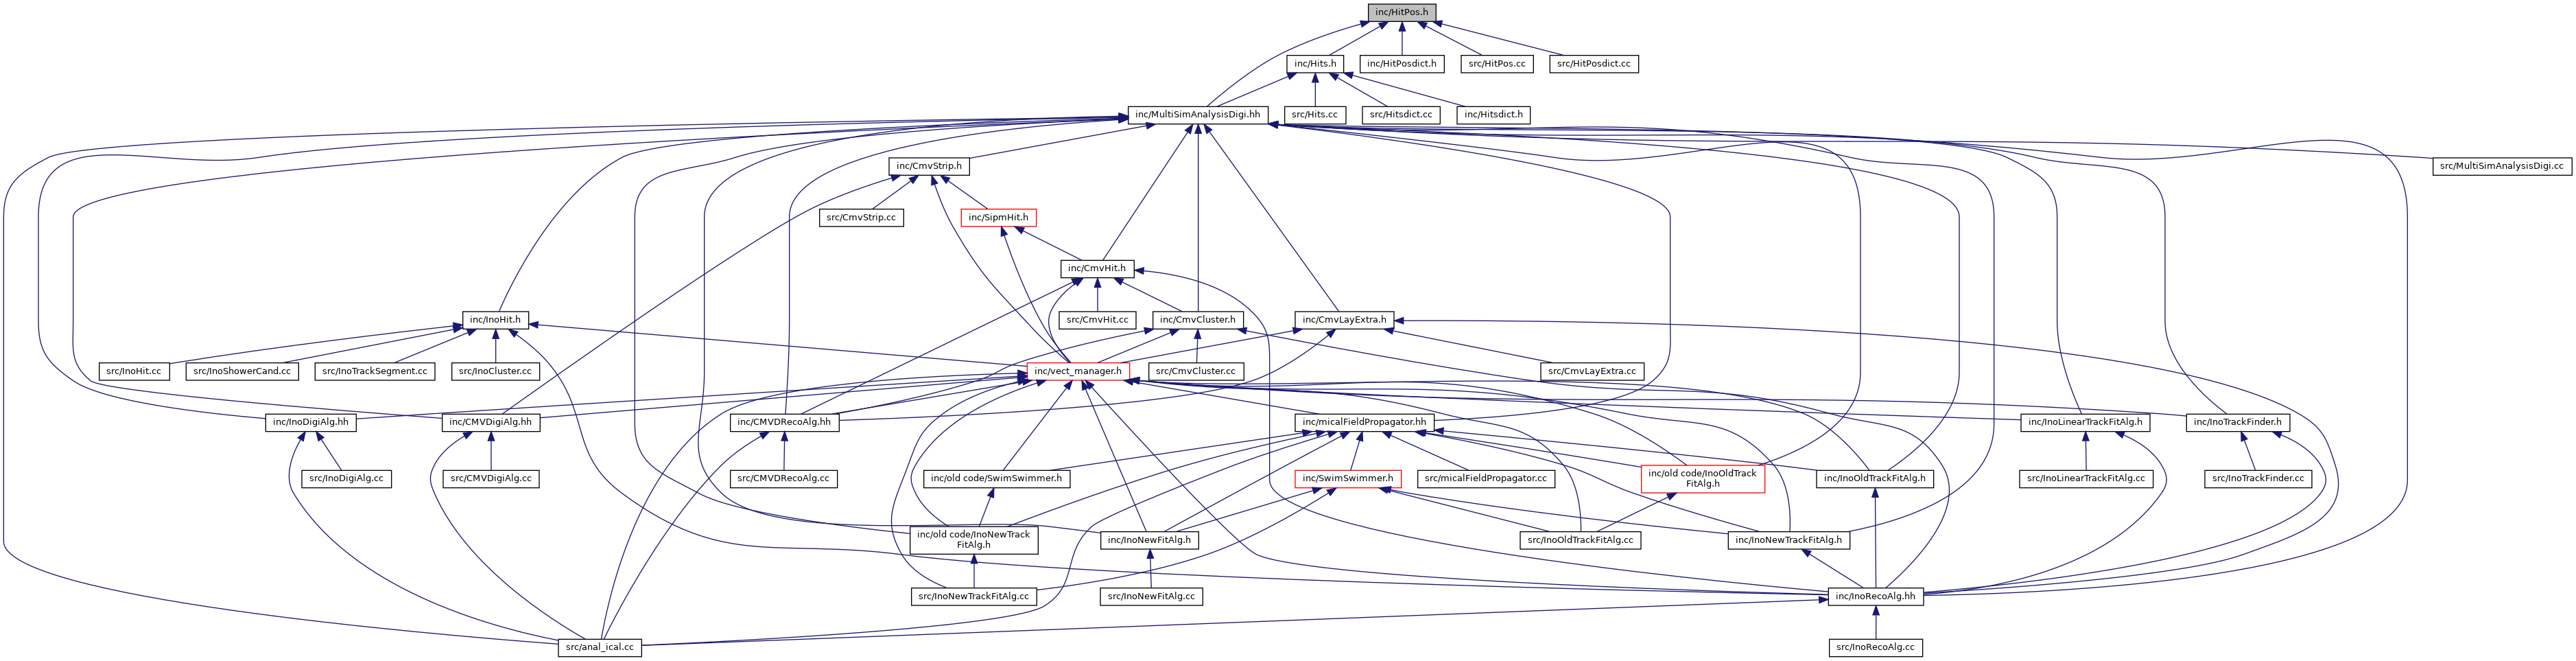 inc/HitPos.h
inc/Hits.h
inc/HitPosdict.h
src/HitPos.cc
src/HitPosdict.cc
inc/MultiSimAnalysisDigi.hh
src/Hits.cc
src/Hitsdict.cc
inc/Hitsdict.h
inc/CmvStrip.h
src/MultiSimAnalysisDigi.cc
src/CmvStrip.cc
inc/SipmHit.h
inc/CmvHit.h
inc/InoHit.h
src/CmvHit.cc
inc/CmvCluster.h
inc/CmvLayExtra.h
src/InoHit.cc
src/InoShowerCand.cc
src/InoTrackSegment.cc
src/InoCluster.cc
inc/vect_manager.h
src/CmvCluster.cc
src/CmvLayExtra.cc
inc/InoDigiAlg.hh
inc/CMVDigiAlg.hh
inc/CMVDRecoAlg.hh
inc/micalFieldPropagator.hh
inc/InoLinearTrackFitAlg.h
inc/InoTrackFinder.h
src/InoDigiAlg.cc
src/CMVDigiAlg.cc
src/CMVDRecoAlg.cc
inc/old code/SwimSwimmer.h
inc/SwimSwimmer.h
src/micalFieldPropagator.cc
inc/old code/InoOldTrack
FitAlg.h
inc/InoOldTrackFitAlg.h
src/InoLinearTrackFitAlg.cc
src/InoTrackFinder.cc
inc/old code/InoNewTrack
FitAlg.h
inc/InoNewFitAlg.h
src/InoOldTrackFitAlg.cc
inc/InoNewTrackFitAlg.h
src/InoNewTrackFitAlg.cc
src/InoNewFitAlg.cc
inc/InoRecoAlg.hh
src/anal_ical.cc
src/InoRecoAlg.cc